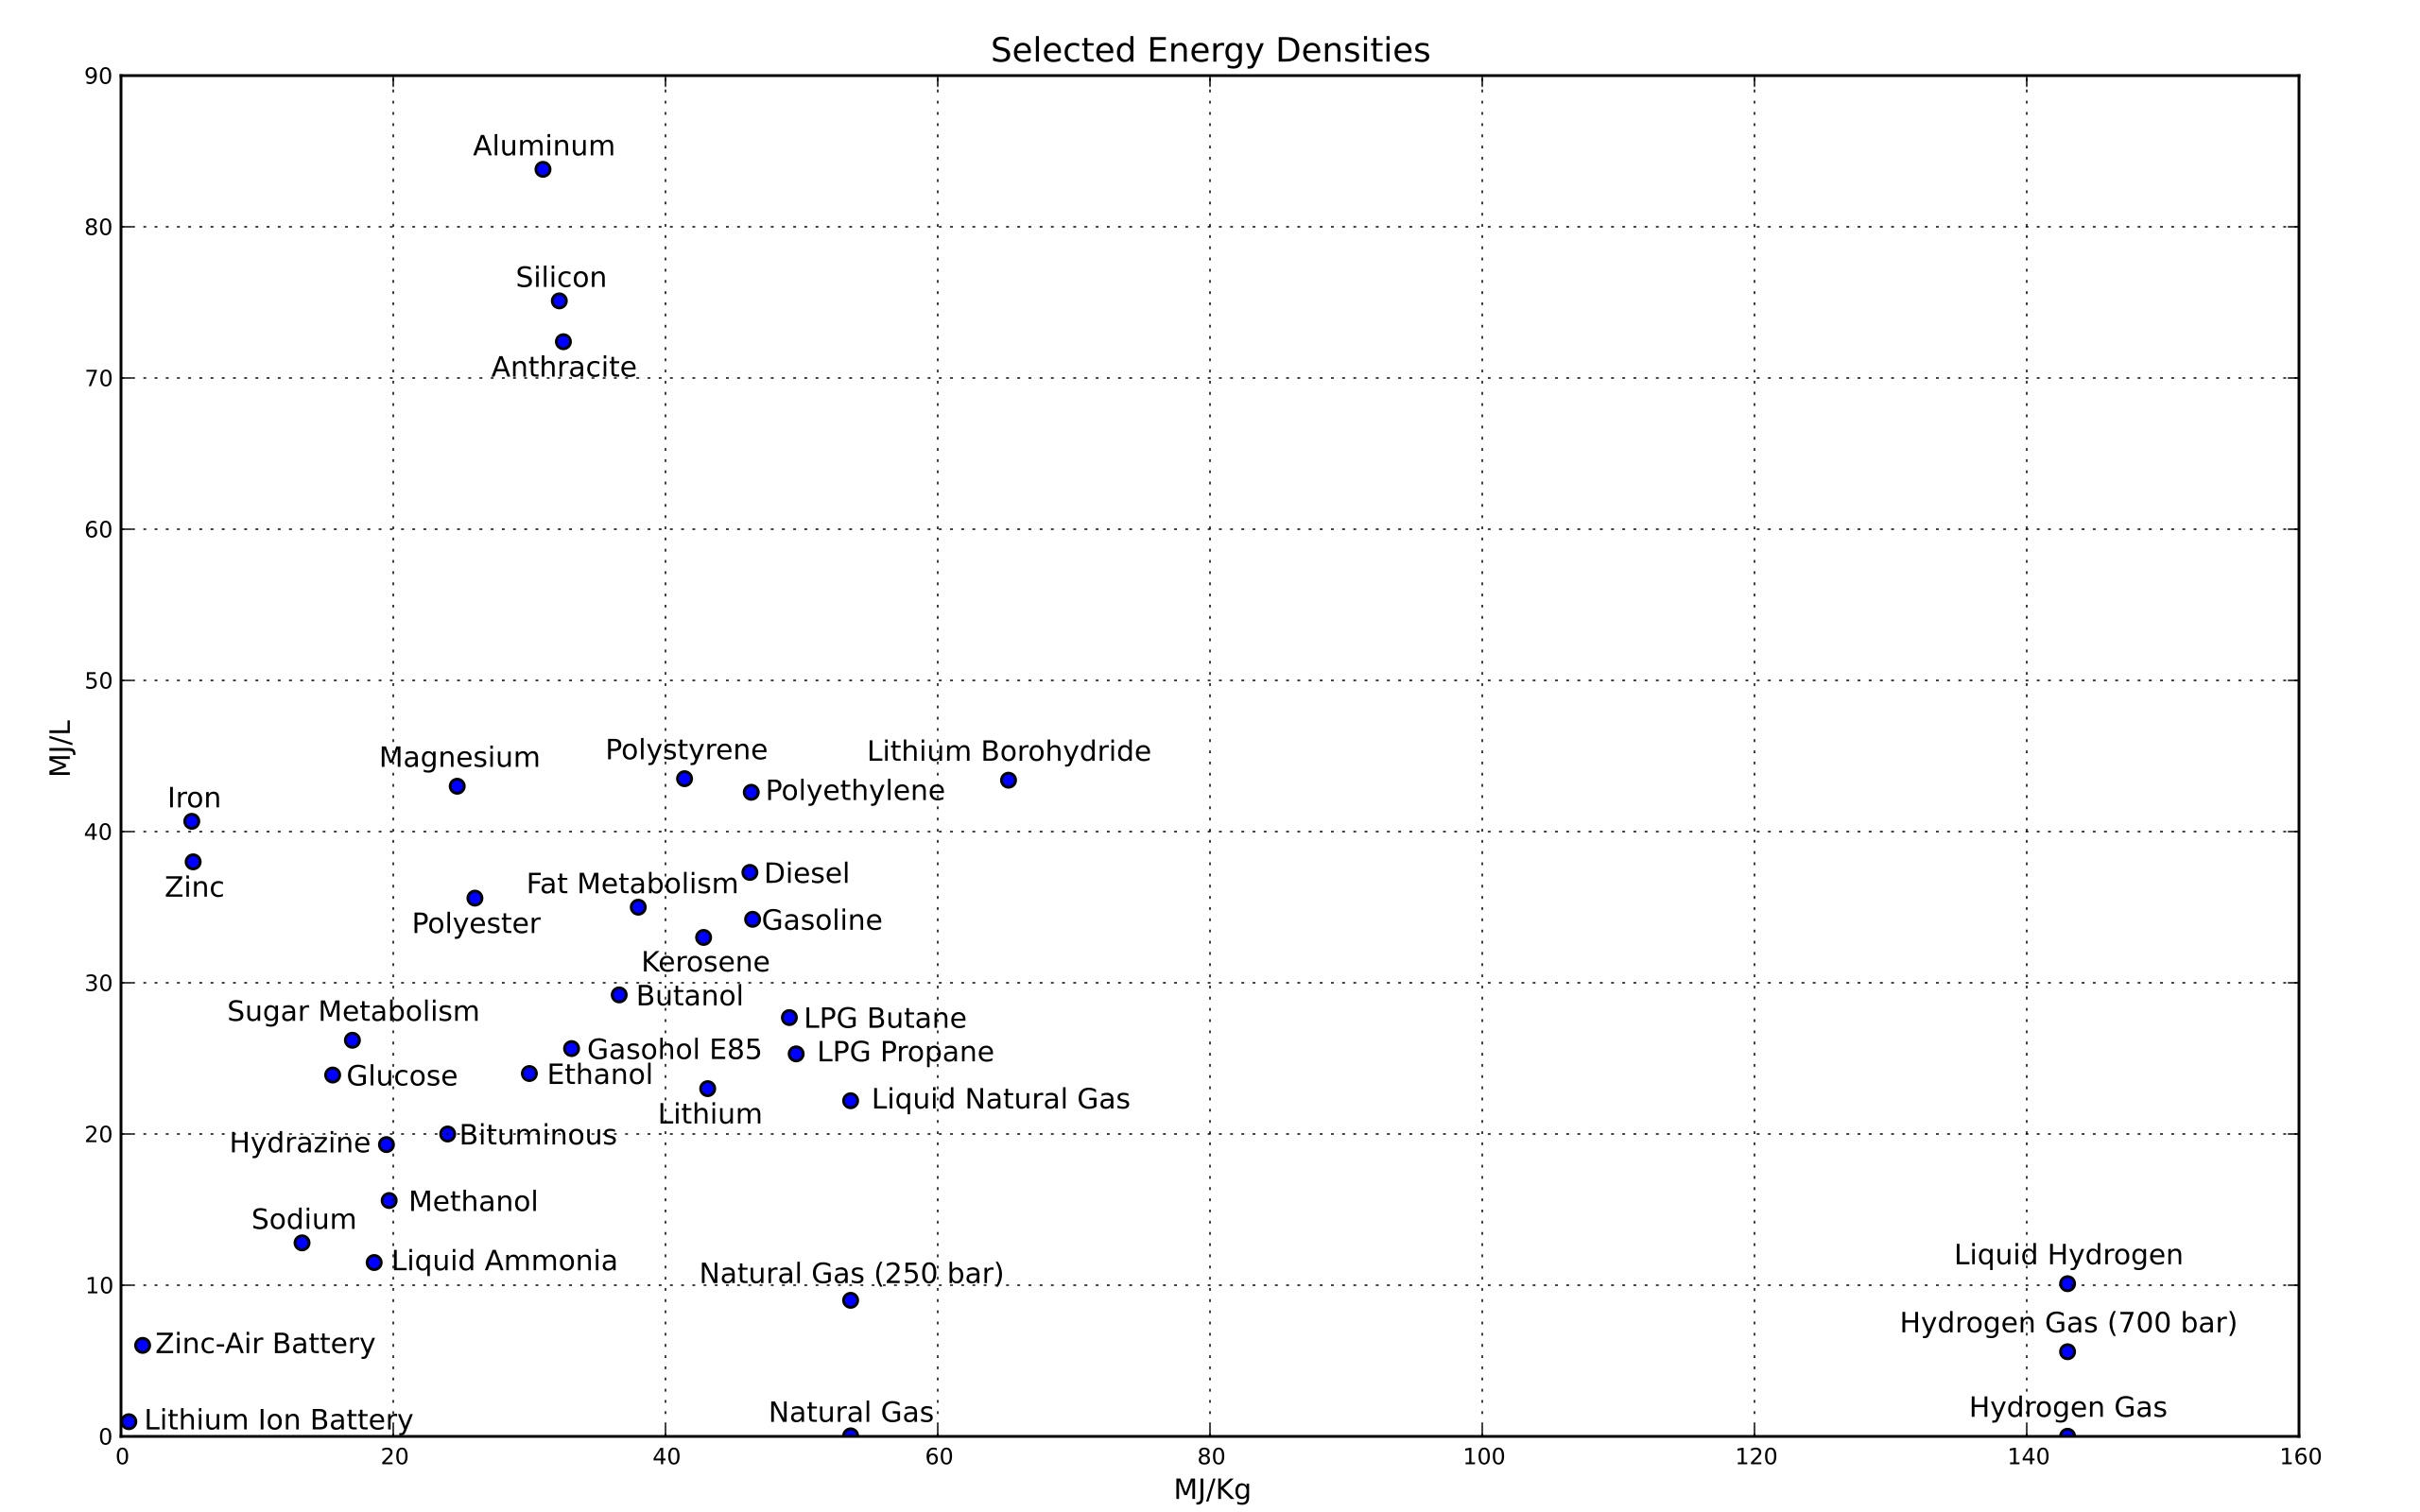 Selected Energy Densities
90
Aluminum
80
Silicon
Anthracite
70
60
50
MJ/L
Magnesium
Polystyrene
Lithium Borohydride
Iron
Polyethylene
40
Zinc
Fat Metabolism
Diesel
Polyester
Gasoline
Kerosene
30
Butanol
Sugar Metabolism
LPG Butane
Gasohol E85
LPG Propane
Glucose
Ethanol
Liquid Natural Gas
Lithium
20
Bituminous
Hydrazine
Methanol
Sodium
Liquid Ammonia
Liquid Hydrogen
Natural Gas (250 bar)
10
Hydrogen Gas (700 bar)
Zinc-Air Battery
Hydrogen Gas
Natural Gas
Lithium Ion Battery
0
0 20 40 60 80 100 120 140 160
MJ/Kg